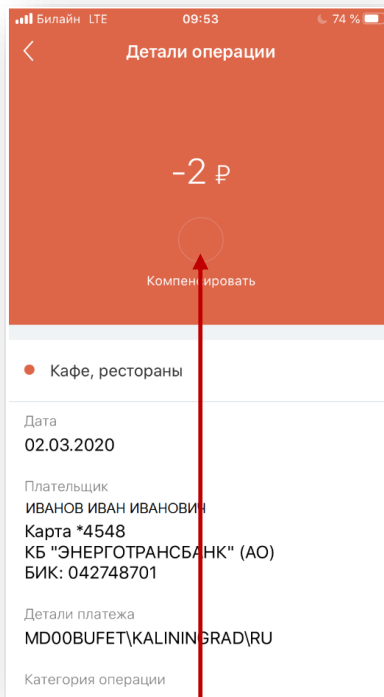 Билайн LTE 09:53 74 %
Детали операции
-2 ₽
Компенсировать
Кафе, рестораны
Дата
02.03.2020
Плательщик
ИВАНОВ ИВАН ИВАНОВИЧ
Карта *4548
КБ "ЭНЕРГОТРАНСБАНК" (АО)
БИК: 042748701
Детали платежа
MD00BUFET\KALININGRAD\RU
Категория операции